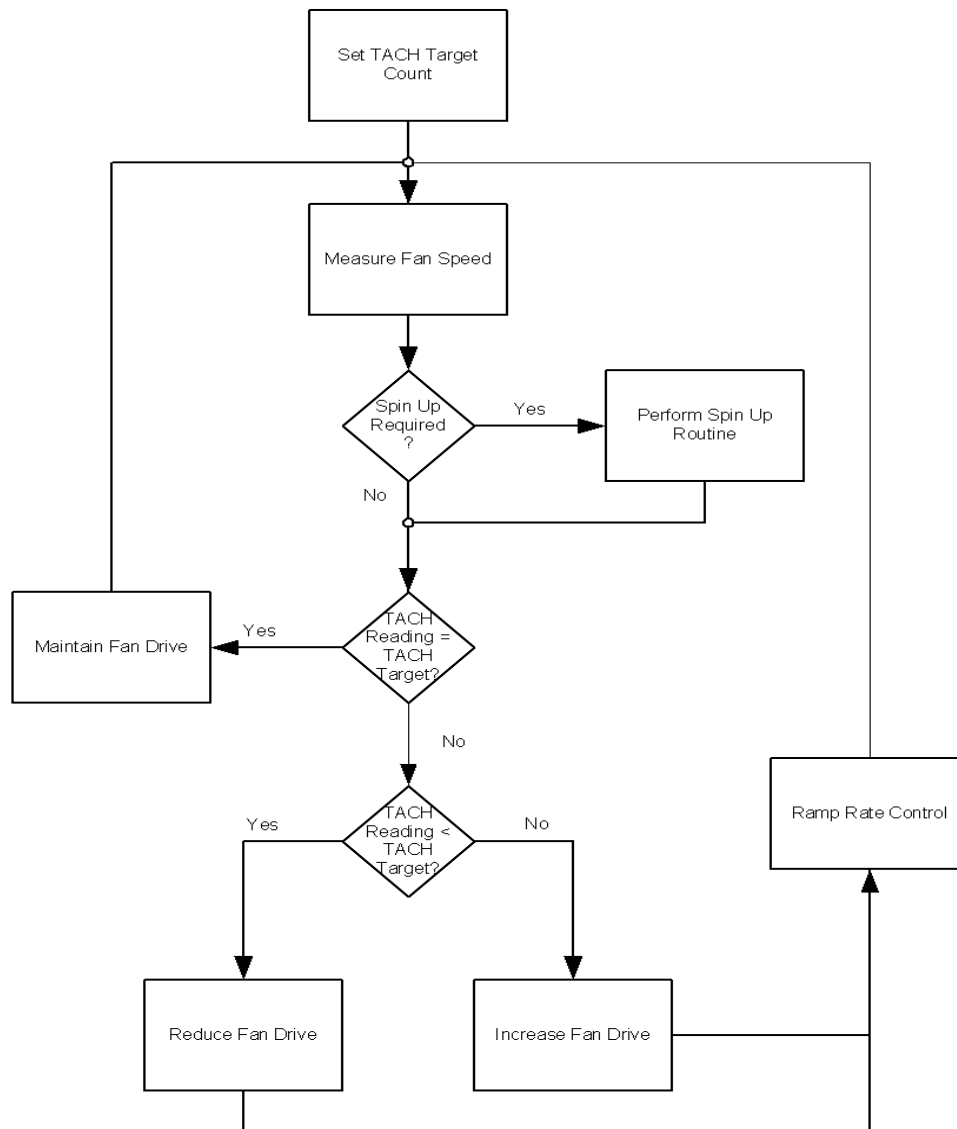 Set TACH Target
Count
Measure Fan Speed
Spin Up
Required
?
Yes
Perform Spin Up
Routine
No
TACH
Reading =
TACH
Target?
Yes
Maintain Fan Drive
No
TACH
Reading <
TACH
Target?
Yes
No
Ramp Rate Control
Reduce Fan Drive
Increase Fan Drive